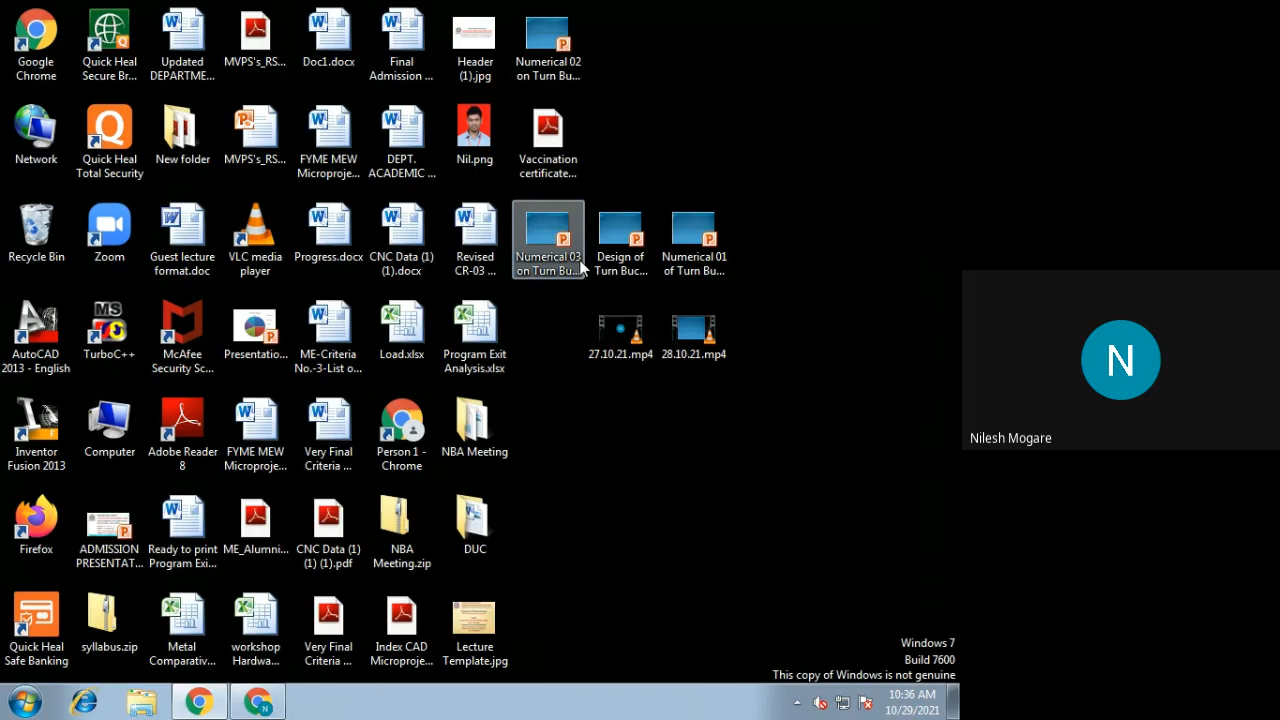 Google
Chrome
Quick Heal
Secure Br...
Updated
DEPARTME...
MVPS's_RS...
Doc1.docx
Final
Admission ...
Header
(1).jpg
Numerical 02
on Turn Bu...
Network
Quick Heal
Total Security
New folder
MVPS's_RS...
FYME MEW
Microproje...
DEPT.
ACADEMIC ...
Nil.png
Vaccination
certificate...
Recycle Bin
Zoom
Guest lecture
format.doc
VLC media
player
Progress.docx
CNC Data (1)
(1).docx
Revised
CR-03 ...
Numerical 03
on Turn Bu...
Design of
Turn Buc...
Numerical 01
of Turn Bu...
AutoCAD
2013 - English
MS
TurboC++
McAfee
Security Sc...
Presentatio...
ME-Criteria
No.-3-List o...
Load.xlsx
Program Exit
Analysis.xlsx
27.10.21.mp4
28.10.21.mp4
Inventor
Fusion 2013
Computer
Adobe Reader
8
FYME MEW
Microproje...
Very Final
Criteria ...
Person 1 -
Chrome
NBA Meeting
Firefox
ADMISSION
PRESENTAT...
Ready to print
Program Exi...
ME_Alumni...
CNC Data (1)
(1) (1).pdf
NBA
Meeting.zip
DUC
Quick Heal
Safe Banking
syllabus.zip
Metal
Comparativ...
workshop
Hardwa...
Very Final
Criteria ...
Index CAD
Microproje...
Lecture
Template.jpg
N
Nilesh Mogare
Windows 7
Build 7600
This copy of Windows is not genuine
N
10:36 AM
10/29/2021